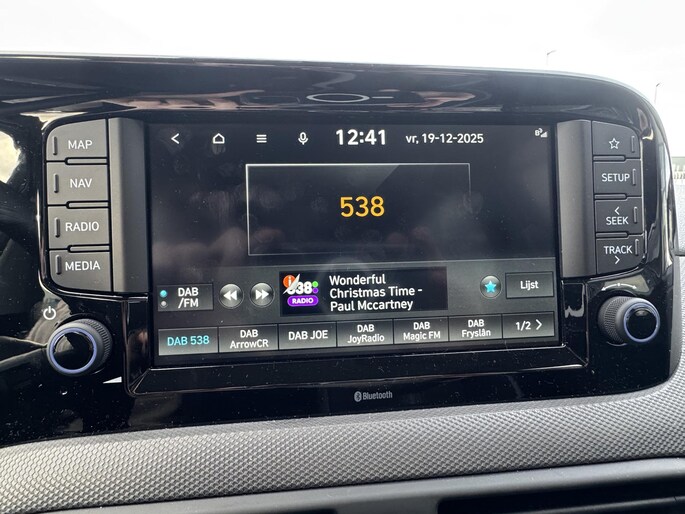 12:41
vr, 19-12-2025
MAP
NAV
RADIO
MEDIA
SETUP
SEEK
TRACK
538
538
RADIO
Wonderful
Christmas Time -
Paul Mccartney
DAB
/FM
Lijst
DAB 538
DAB
ArrowCR
DAB JOE
DAB
JoyRadio
DAB
Magic FM
DAB
Fryslân
1/2
Bluetooth